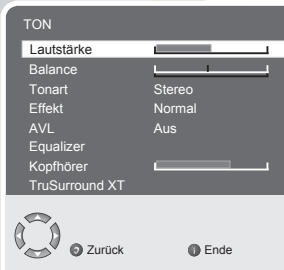 TON
Lautstärke
Balance
Tonart Stereo
Effekt Normal
AVL Aus
Equalizer
Kopfhörer
TruSurround XT
Zurück Ende